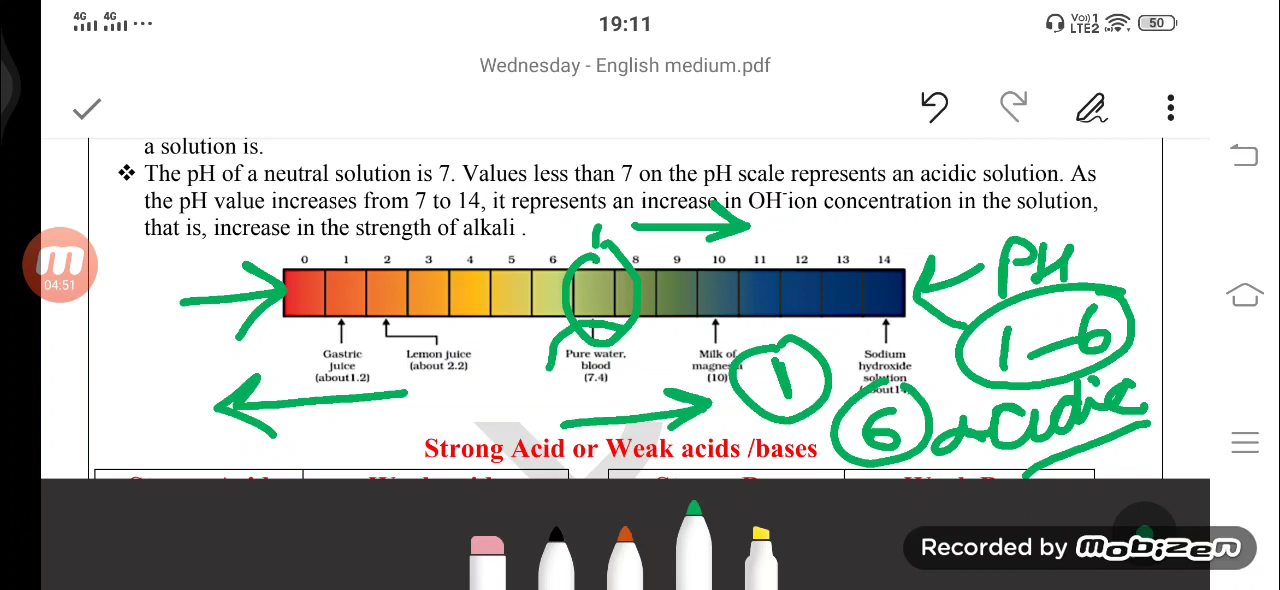 4G 4G ... 19:11 Vo)) 1 LTE2 50
Wednesday - English medium.pdf
a solution is.
❖ The pH of a neutral solution is 7. Values less than 7 on the pH scale represents an acidic solution. As
the pH value increases from 7 to 14, it represents an increase in OH⁻ion concentration in the solution,
that is, increase in the strength of alkali .
PH
0 1 2 3 4 5 6 8 9 10 11 12 13 14
1-6
04:51
Gastric
juice
(about1.2)
Lemon juice
(about 2.2)
Pure water,
blood
(7.4)
Milk of
magnesia
(10)
Sodium
hydroxide
solution
1
6
acidic
Strong Acid or Weak acids /bases
Recorded by mobizen